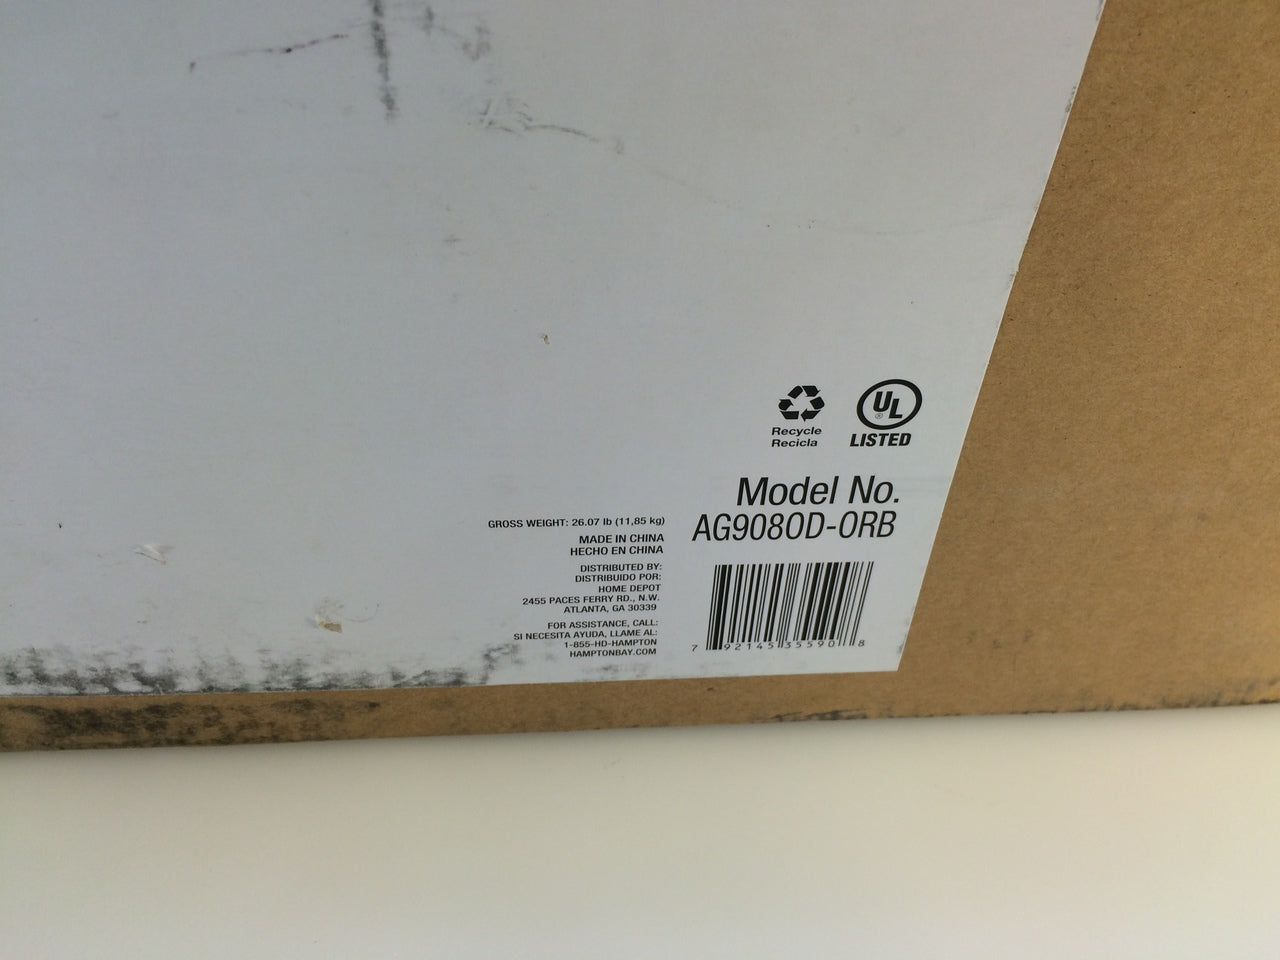 Recycle
Recicla
UL
®
LISTED
Model No.
AG908OD-ORB
GROSS WEIGHT: 26.07 lb (11,85 kg)
MADE IN CHINA
HECHO EN CHINA
DISTRIBUTED BY:
DISTRIBUIDO POR:
HOME DEPOT
2455 PACES FERRY RD., N.W.
ATLANTA, GA 30339
FOR ASSISTANCE, CALL:
SI NECESITA AYUDA, LLAME AL:
1-855-HD-HAMPTON
HAMPTONBAY.COM
7 92145 35590 8